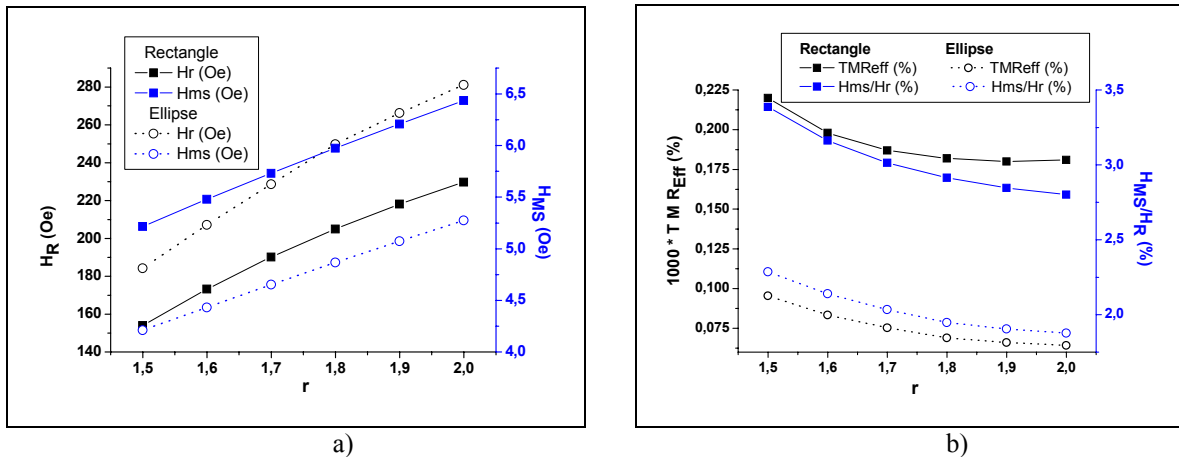 Rectangle
Hr (Oe)
Hms (Oe)
Ellipse
Hr (Oe)
Hms (Oe)
280
260
240
220
200
180
160
140
H_R (Oe)
6,5
6,0
5,5
5,0
4,5
4,0
H_MS (Oe)
1,5 1,6 1,7 1,8 1,9 2,0
r
a)
Rectangle Ellipse
TMReff (%) TMReff (%)
Hms/Hr (%) Hms/Hr (%)
0,225
0,200
0,175
0,150
0,125
0,100
0,075
1000 * T M R_Eff (%)
3,5
3,0
2,5
2,0
H_MS/H_R (%)
1,5 1,6 1,7 1,8 1,9 2,0
r
b)